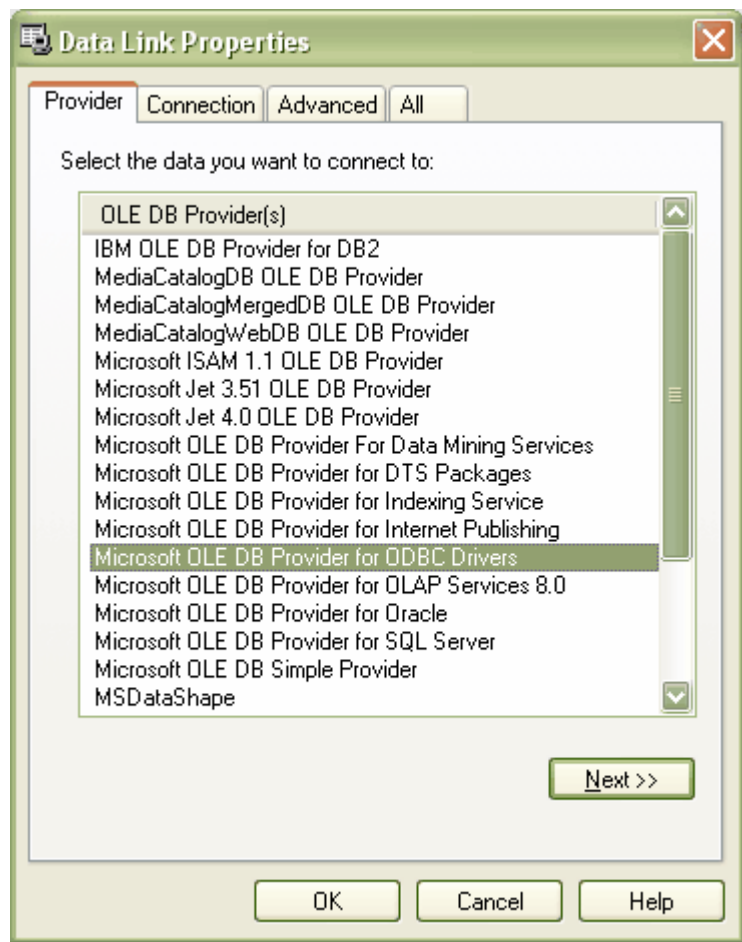 Data Link Properties
Provider Connection Advanced All
Select the data you want to connect to:
OLE DB Provider(s)
IBM OLE DB Provider for DB2
MediaCatalogDB OLE DB Provider
MediaCatalogMergedDB OLE DB Provider
MediaCatalogWebDB OLE DB Provider
Microsoft ISAM 1.1 OLE DB Provider
Microsoft Jet 3.51 OLE DB Provider
Microsoft Jet 4.0 OLE DB Provider
Microsoft OLE DB Provider For Data Mining Services
Microsoft OLE DB Provider for DTS Packages
Microsoft OLE DB Provider for Indexing Service
Microsoft OLE DB Provider for Internet Publishing
Microsoft OLE DB Provider for ODBC Drivers
Microsoft OLE DB Provider for OLAP Services 8.0
Microsoft OLE DB Provider for Oracle
Microsoft OLE DB Provider for SQL Server
Microsoft OLE DB Simple Provider
MSDataShape
Next >>
OK Cancel Help